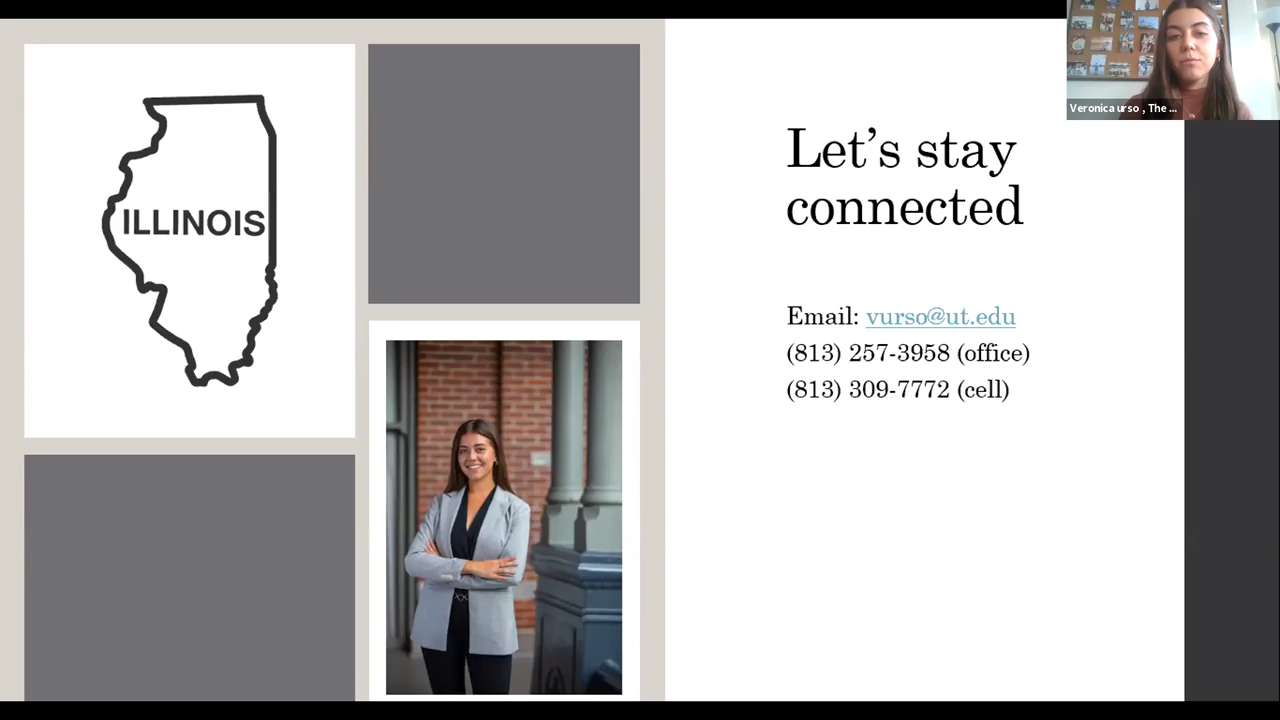 ILLINOIS
Let's stay
connected
Email: vurso@ut.edu
(813) 257-3958 (office)
(813) 309-7772 (cell)
Veronica urso , The ...